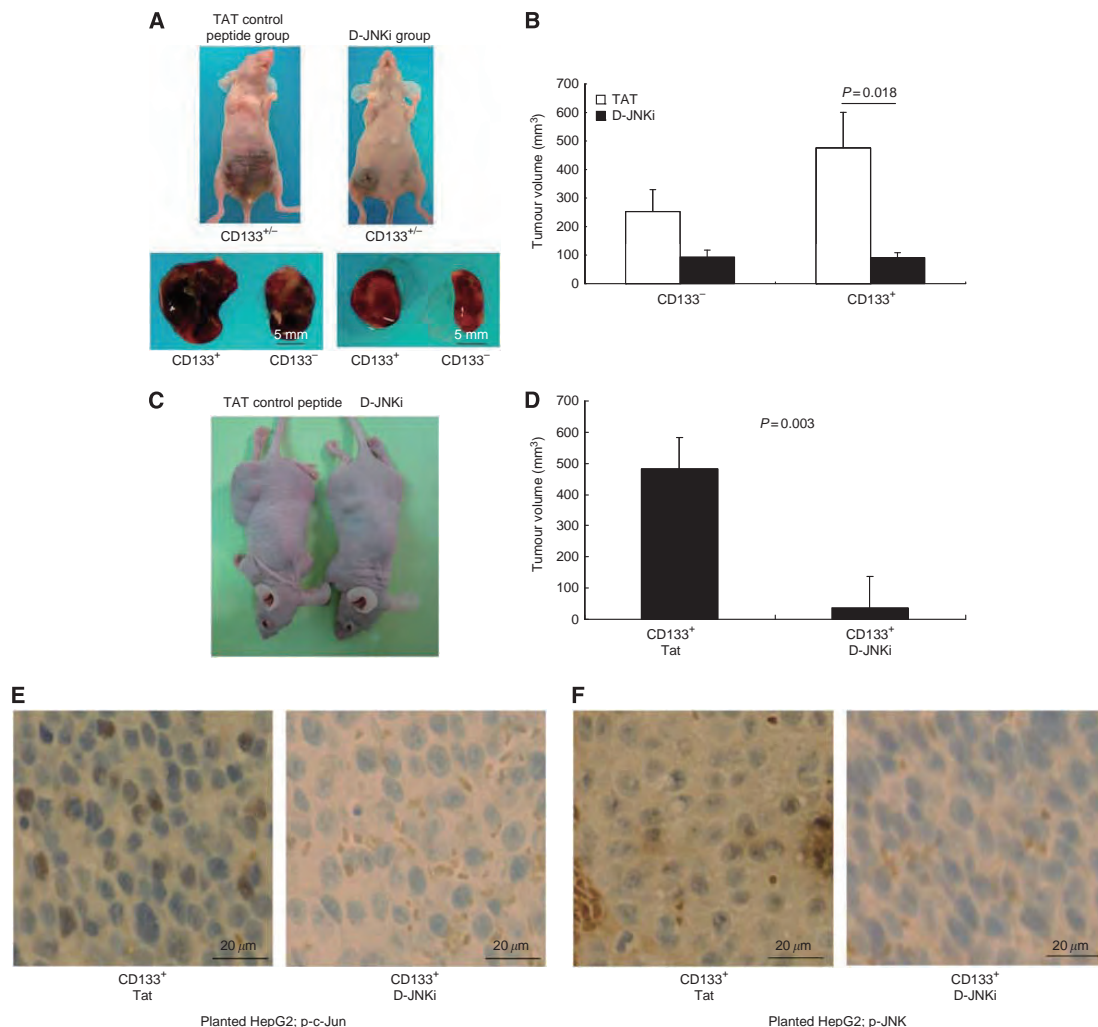 A
TAT control
peptide group
D-JNKi group
CD133+/–
CD133+/–
5 mm
5 mm
CD133+
CD133–
CD133+
CD133–
B
700
600
500
400
300
200
100
0
Tumour volume (mm3)
TAT
D-JNKi
P = 0.018
CD133–
CD133+
C
TAT control peptide
D-JNKi
D
700
600
500
400
300
200
100
0
Tumour volume (mm3)
P = 0.003
CD133+
Tat
CD133+
D-JNKi
E
20 μm
20 μm
CD133+
Tat
CD133+
D-JNKi
Planted HepG2; p-c-Jun
F
20 μm
20 μm
CD133+
Tat
CD133+
D-JNKi
Planted HepG2; p-JNK